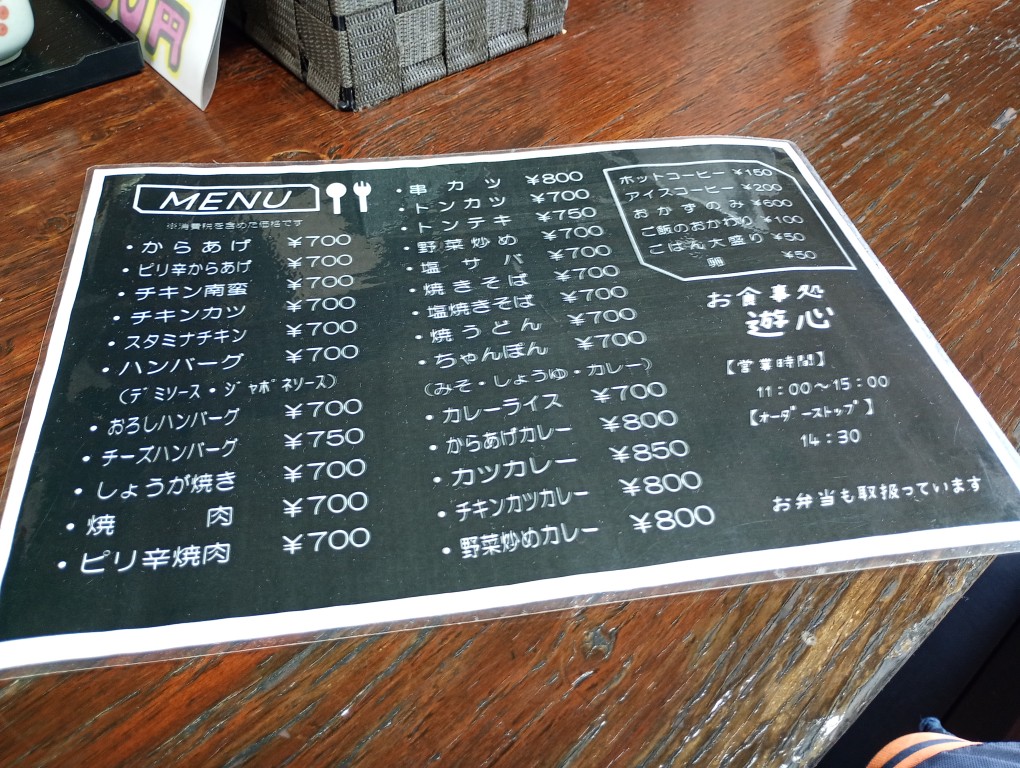 00円
MENU
※消費税を含めた価格です
・からあげ ¥700
・ピリ辛からあげ ¥700
・チキン南蛮 ¥700
・チキンカツ ¥700
・スタミナチキン ¥700
・ハンバーグ ¥700
(デミソース・ジャポネソース)
・おろしハンバーグ ¥700
・チーズハンバーグ ¥750
・しょうが焼き ¥700
・焼 肉 ¥700
・ピリ辛焼肉 ¥700
・串カツ ¥800
・トンカツ ¥700
・トンテキ ¥750
・野菜炒め ¥700
・塩サバ ¥700
・焼きそば ¥700
・塩焼きそば ¥700
・焼うどん ¥700
・ちゃんぽん ¥700
(みそ・しょうゆ・カレー)
・カレーライス ¥700
・からあげカレー ¥800
・カツカレー ¥850
・チキンカツカレー ¥800
・野菜炒めカレー ¥800
ホットコーヒー ¥150
アイスコーヒー ¥200
おかずのみ ¥600
ご飯のおかわり ¥100
ごはん大盛り ¥50
¥50
お食事処
遊心
【営業時間】
11:00～15:00
【オーダーストップ】
14:30
お弁当も取扱っています